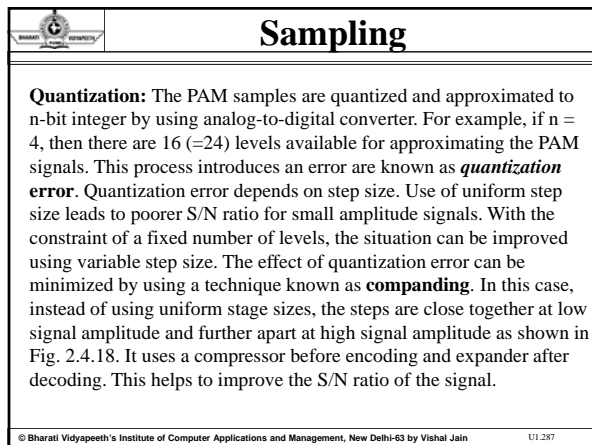 BHARATI VIDYAPEETH
PUNE
Sampling
Quantization: The PAM samples are quantized and approximated to
n-bit integer by using analog-to-digital converter. For example, if n =
4, then there are 16 (=24) levels available for approximating the PAM
signals. This process introduces an error are known as quantization
error. Quantization error depends on step size. Use of uniform step
size leads to poorer S/N ratio for small amplitude signals. With the
constraint of a fixed number of levels, the situation can be improved
using variable step size. The effect of quantization error can be
minimized by using a technique known as companding. In this case,
instead of using uniform stage sizes, the steps are close together at low
signal amplitude and further apart at high signal amplitude as shown in
Fig. 2.4.18. It uses a compressor before encoding and expander after
decoding. This helps to improve the S/N ratio of the signal.
© Bharati Vidyapeeth's Institute of Computer Applications and Management, New Delhi-63 by Vishal Jain U1.287